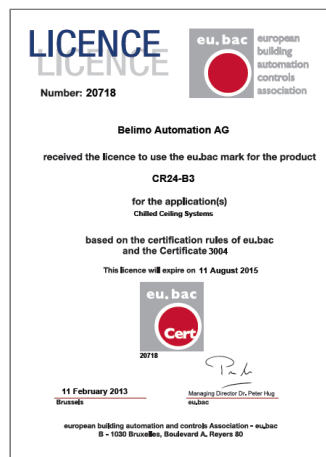 LICENCE
LICENCE
Number: 20718
eu.bac
european
building
automation
controls
association
Belimo Automation AG
received the licence to use the eu.bac mark for the product
CR24-B3
for the application(s)
Chilled Ceiling Systems
based on the certification rules of eu.bac
and the Certificate 3004
This licence will expire on 11 August 2015
eu.bac
Cert
20718
11 February 2013
Brussels
Managing Director Dr. Peter Hug
eu.bac
european building automation and controls Association - eu.bac
B - 1030 Bruxelles, Boulevard A. Reyers 80